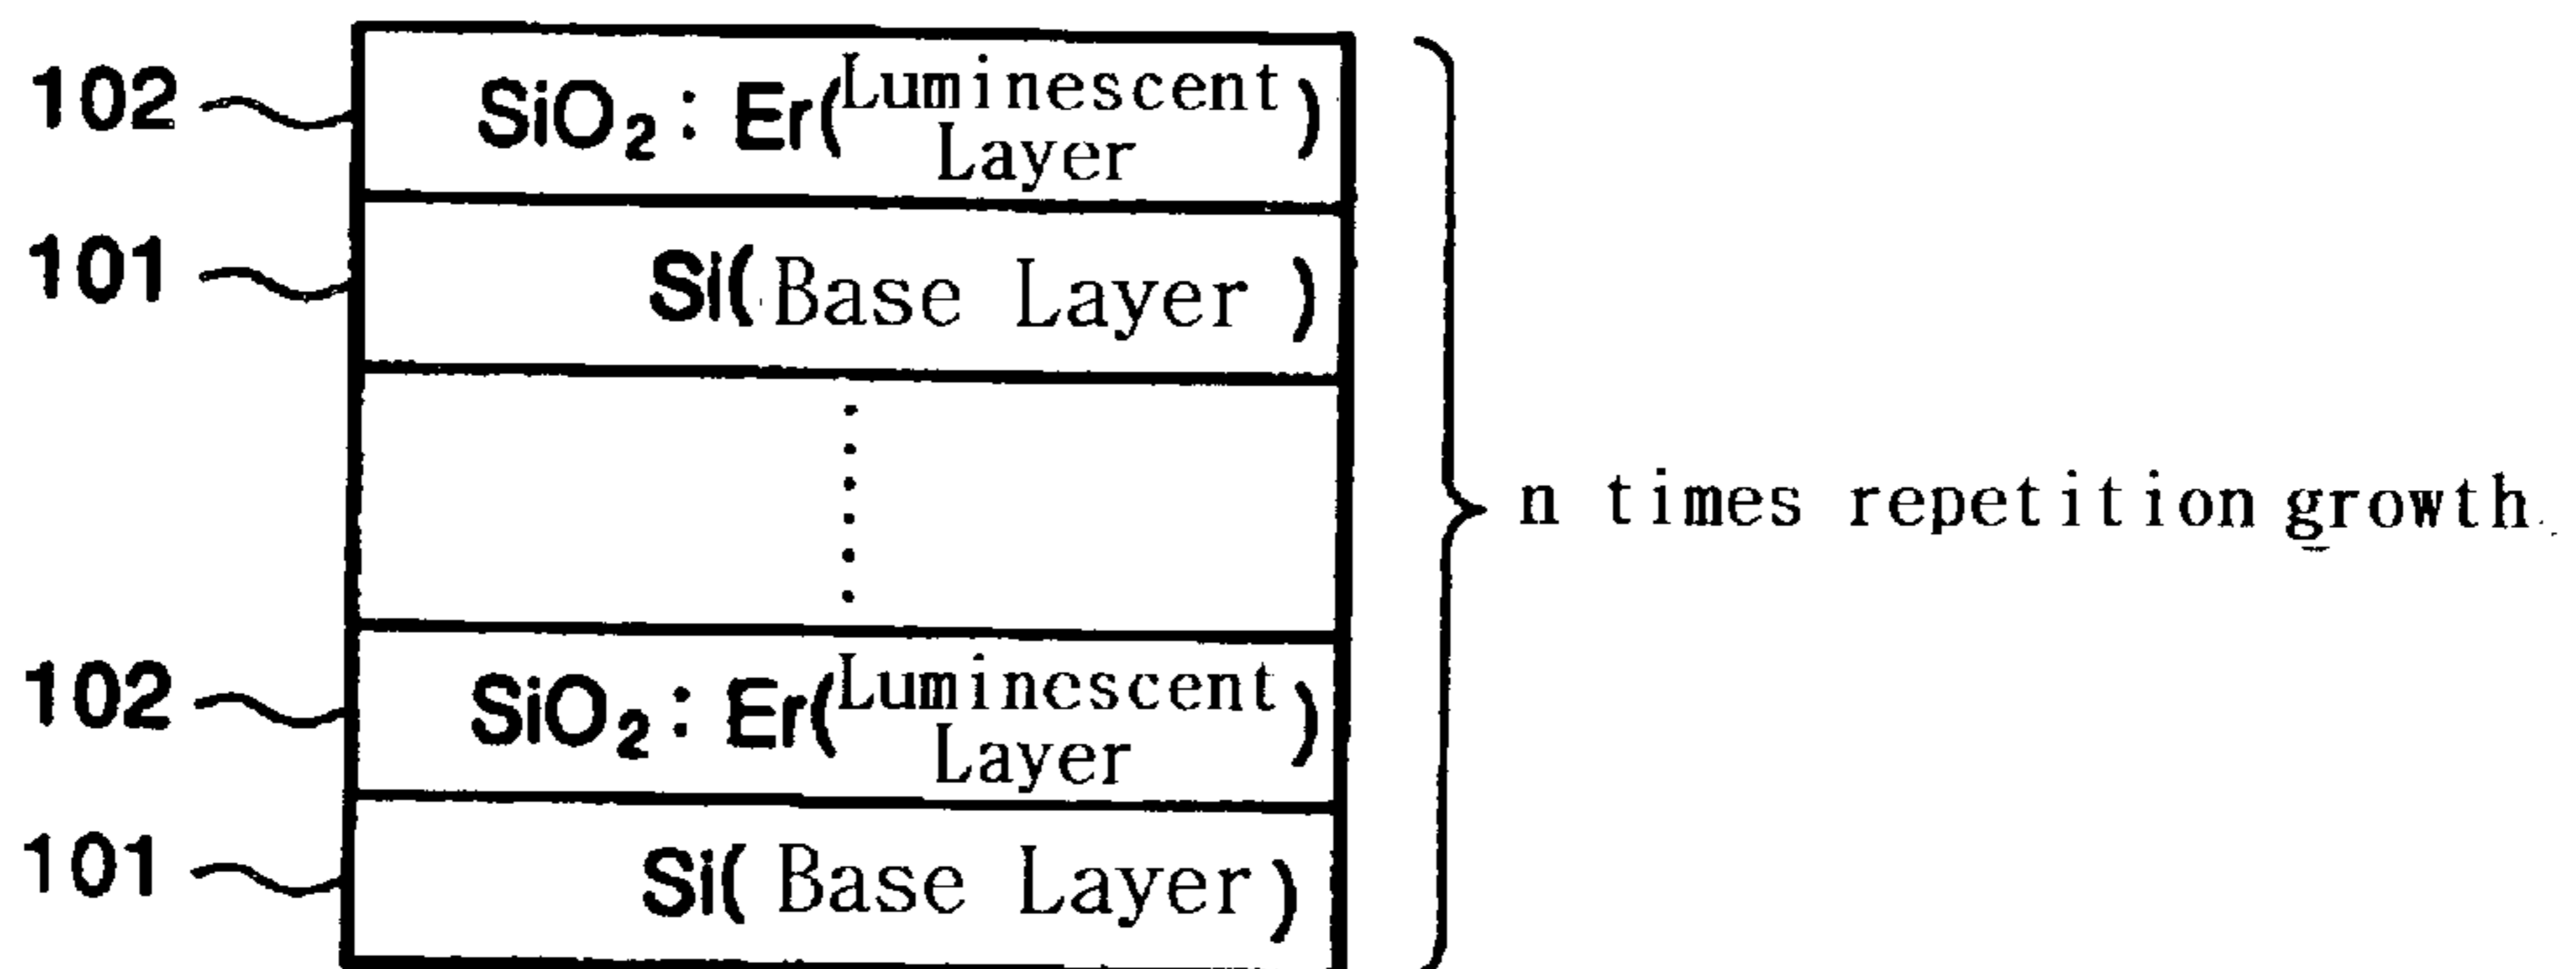 102 SiO₂ : Er(Luminescent Layer)
101 Si( Base Layer )
n times repetition growth
102 SiO₂ : Er(Luminescent Layer)
101 Si( Base Layer )